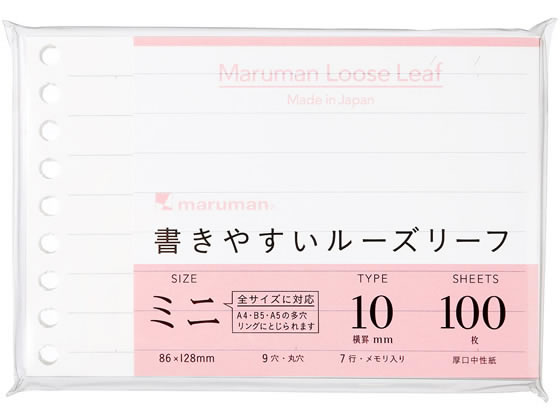 Maruman Loose Leaf
Made in Japan
maruman®
書きやすいルーズリーフ
SIZE
ミニ
全サイズに対応
A4・B5・A5の多穴
リングにとじられます
86×128mm
9穴・丸穴
TYPE
10
横罫 mm
7行・メモリ入り
SHEETS
100
枚
厚口中性紙